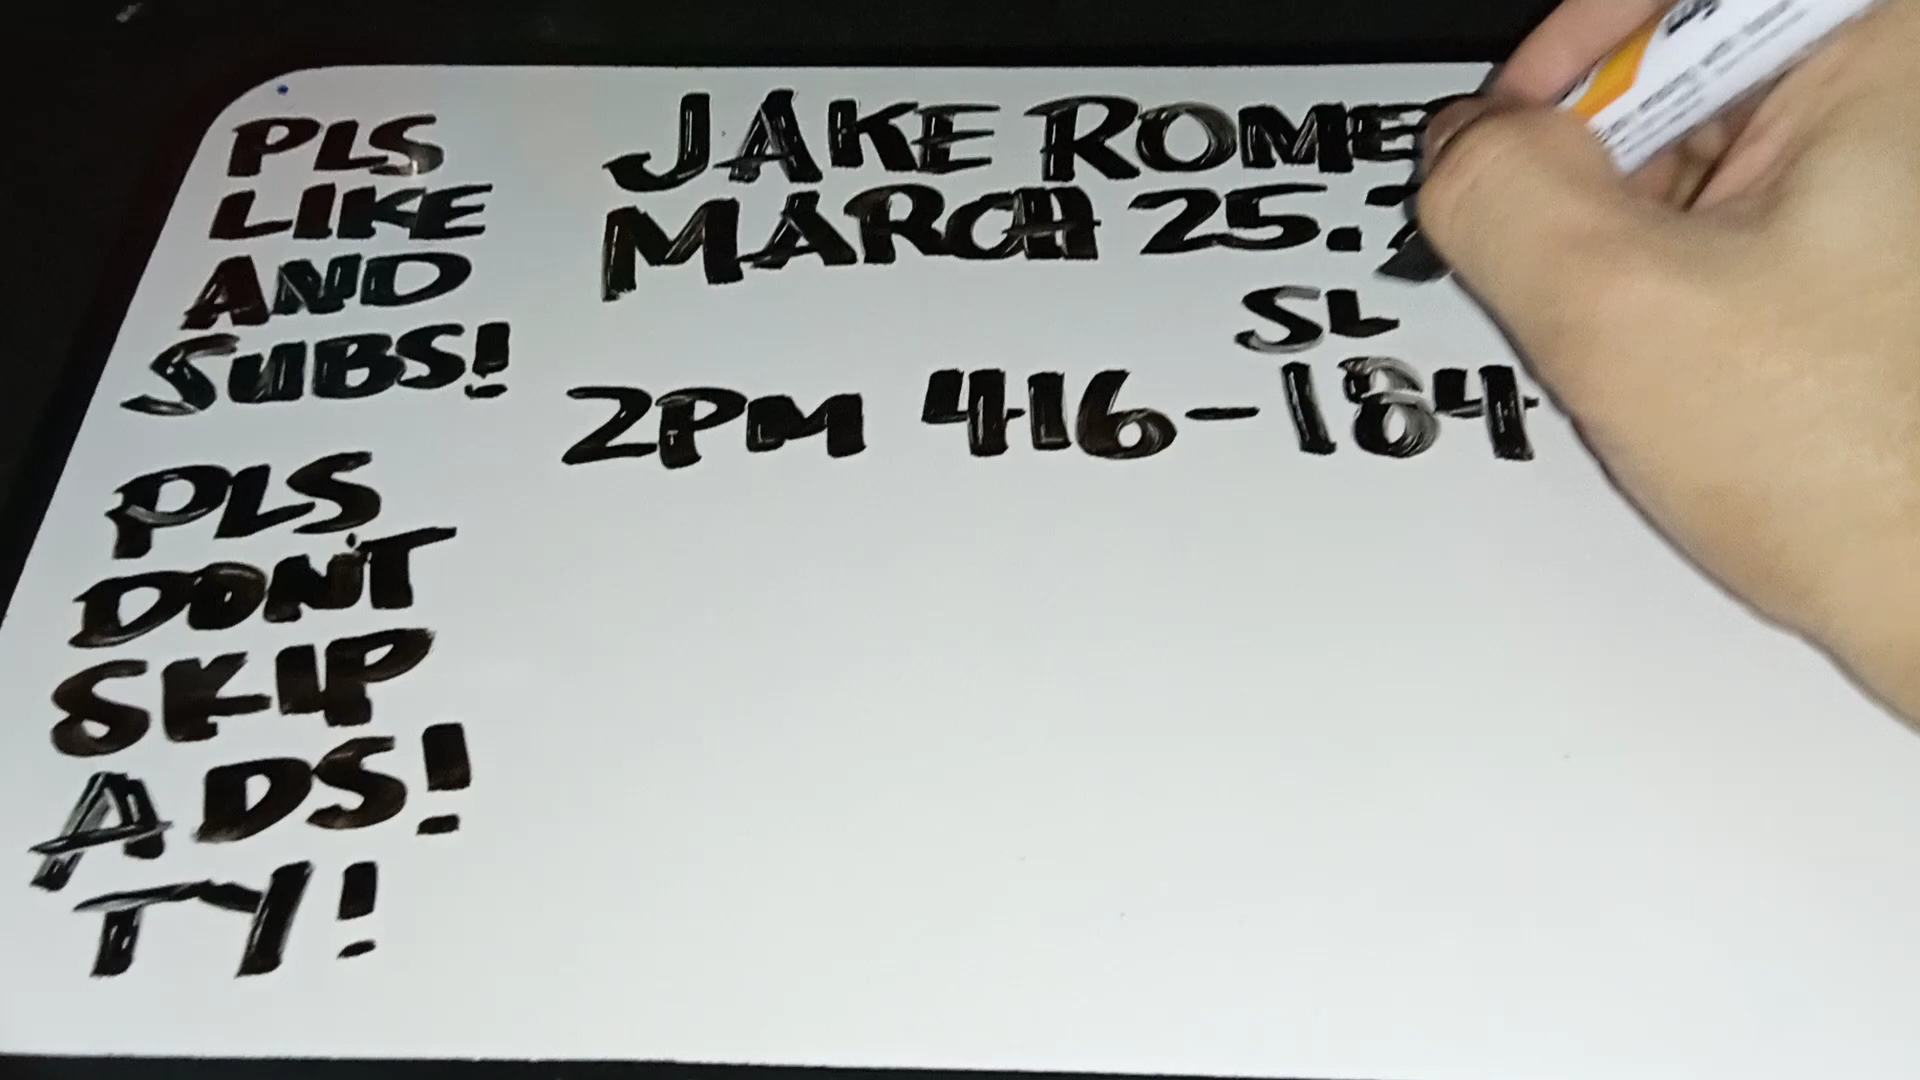 PLS
LIKE
AND
SUBS!
PLS
DON'T
SKIP
ADS!
TY!
JAKE ROME
MARCH 25.
SL
2PM 416-184